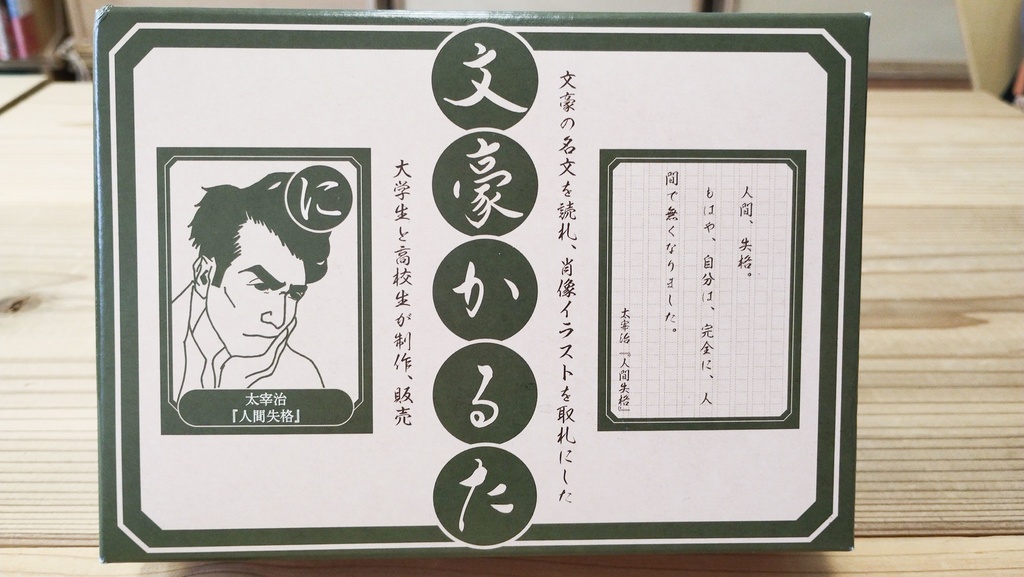 文豪かるた
文豪の名文を読札、肖像イラストを取札にした
大学生と高校生が制作、販売
人間、失格。
もはや、自分は、完全に、人
間で無くなりました。
太宰治『人間失格』
に
太宰治
『人間失格』